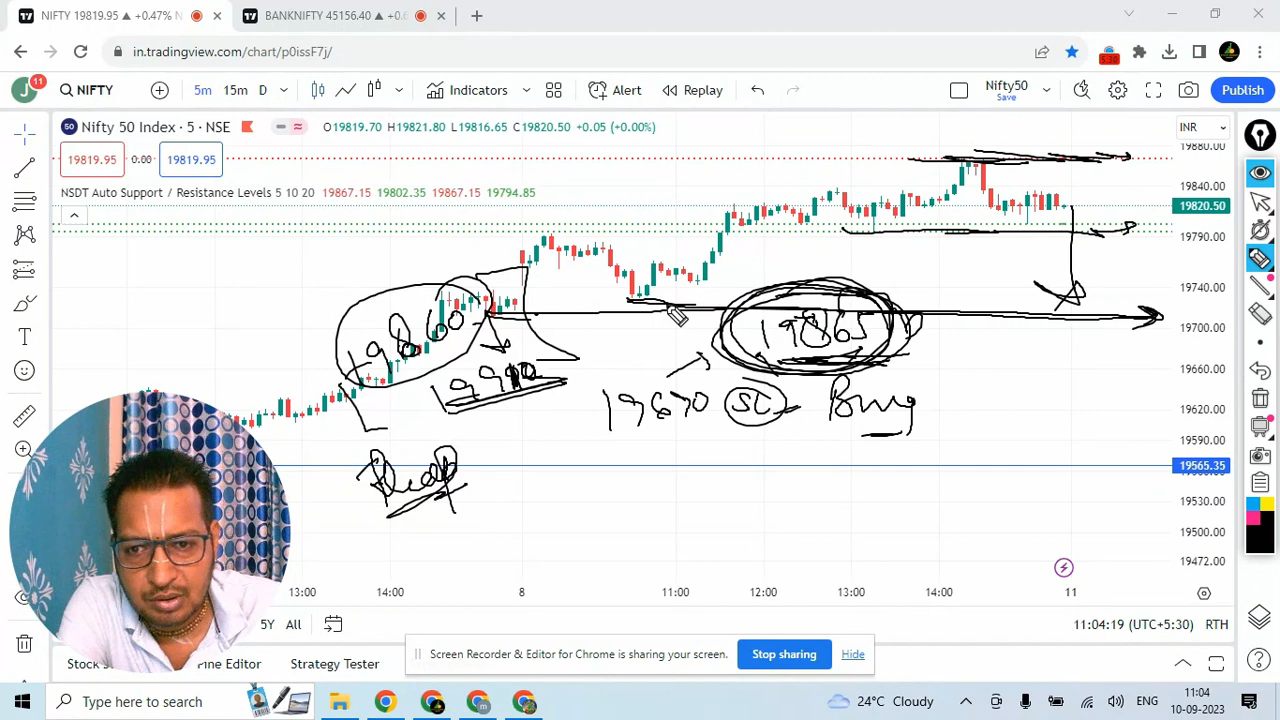 NIFTY 19819.95 ▲ +0.47%
BANKNIFTY 45156.40 ▲
in.tradingview.com/chart/p0issF7j/
5:30
J 11 NIFTY 5m 15m D Indicators Alert Replay Nifty50 Save Publish
Nifty 50 Index · 5 · NSE O19819.70 H19821.80 L19816.65 C19820.50 +0.05 (+0.00%) INR
19819.95 0.00 19819.95
19880.00
NSDT Auto Support / Resistance Levels 5 10 20 19867.15 19802.35 19867.15 19794.85
19840.00
19820.50
19790.00
19740.00
19700.00
19860
19865
19660.00
19910
19870 SL Buy
19620.00
19590.00
19565.35
19530.00
19500.00
19472.00
13:00 14:00 8 11:00 12:00 13:00 14:00 11
5Y All 11:04:19 (UTC+5:30) RTH
Screen Recorder & Editor for Chrome is sharing your screen. Stop sharing Hide
Stock Pine Editor Strategy Tester
Type here to search 24°C Cloudy ENG 11:04
10-09-2023